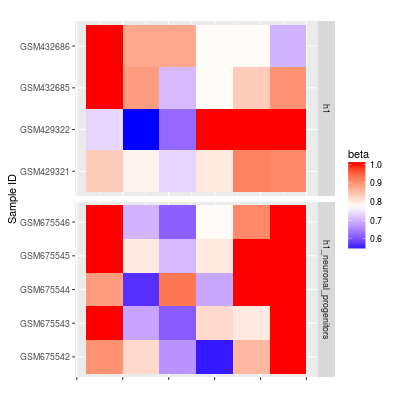 GSM432686
GSM432685
GSM429322
GSM429321
h1
GSM675546
GSM675545
GSM675544
GSM675543
GSM675542
h1_neuronal_progenitors
Sample ID
beta
1.0
0.9
0.8
0.7
0.6